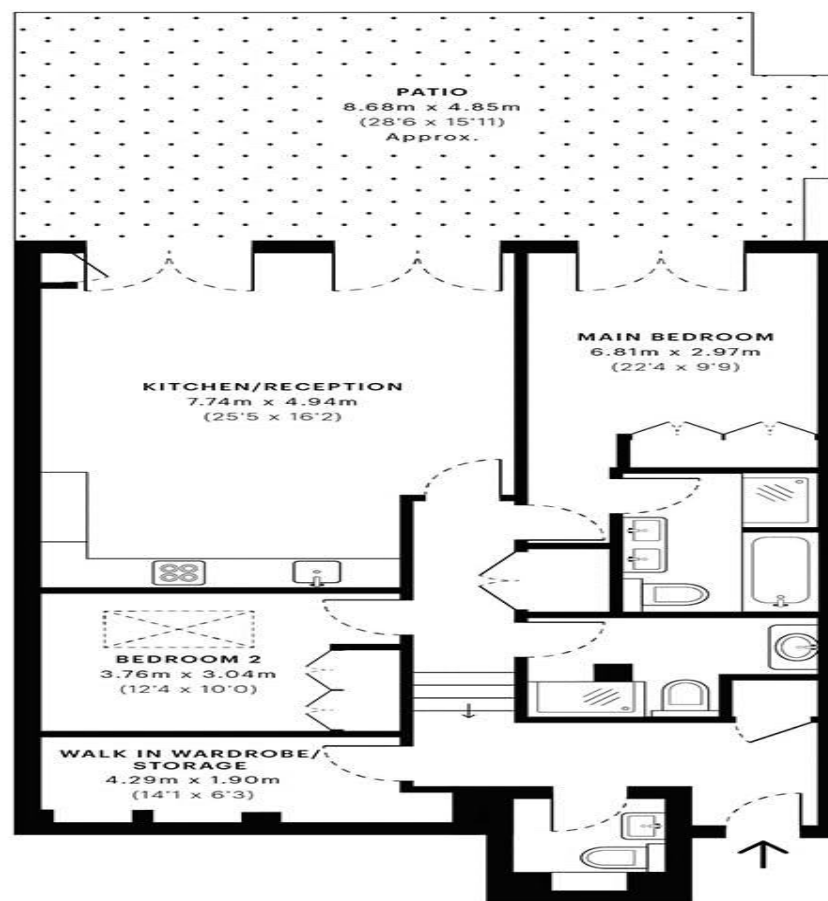 PATIO
8.68m x 4.85m
(28'6 x 15'11)
Approx.
MAIN BEDROOM
6.81m x 2.97m
(22'4 x 9'9)
KITCHEN/RECEPTION
7.74m x 4.94m
(25'5 x 16'2)
BEDROOM 2
3.76m x 3.04m
(12'4 x 10'0)
WALK IN WARDROBE/
STORAGE
4.29m x 1.90m
(14'1 x 6'3)